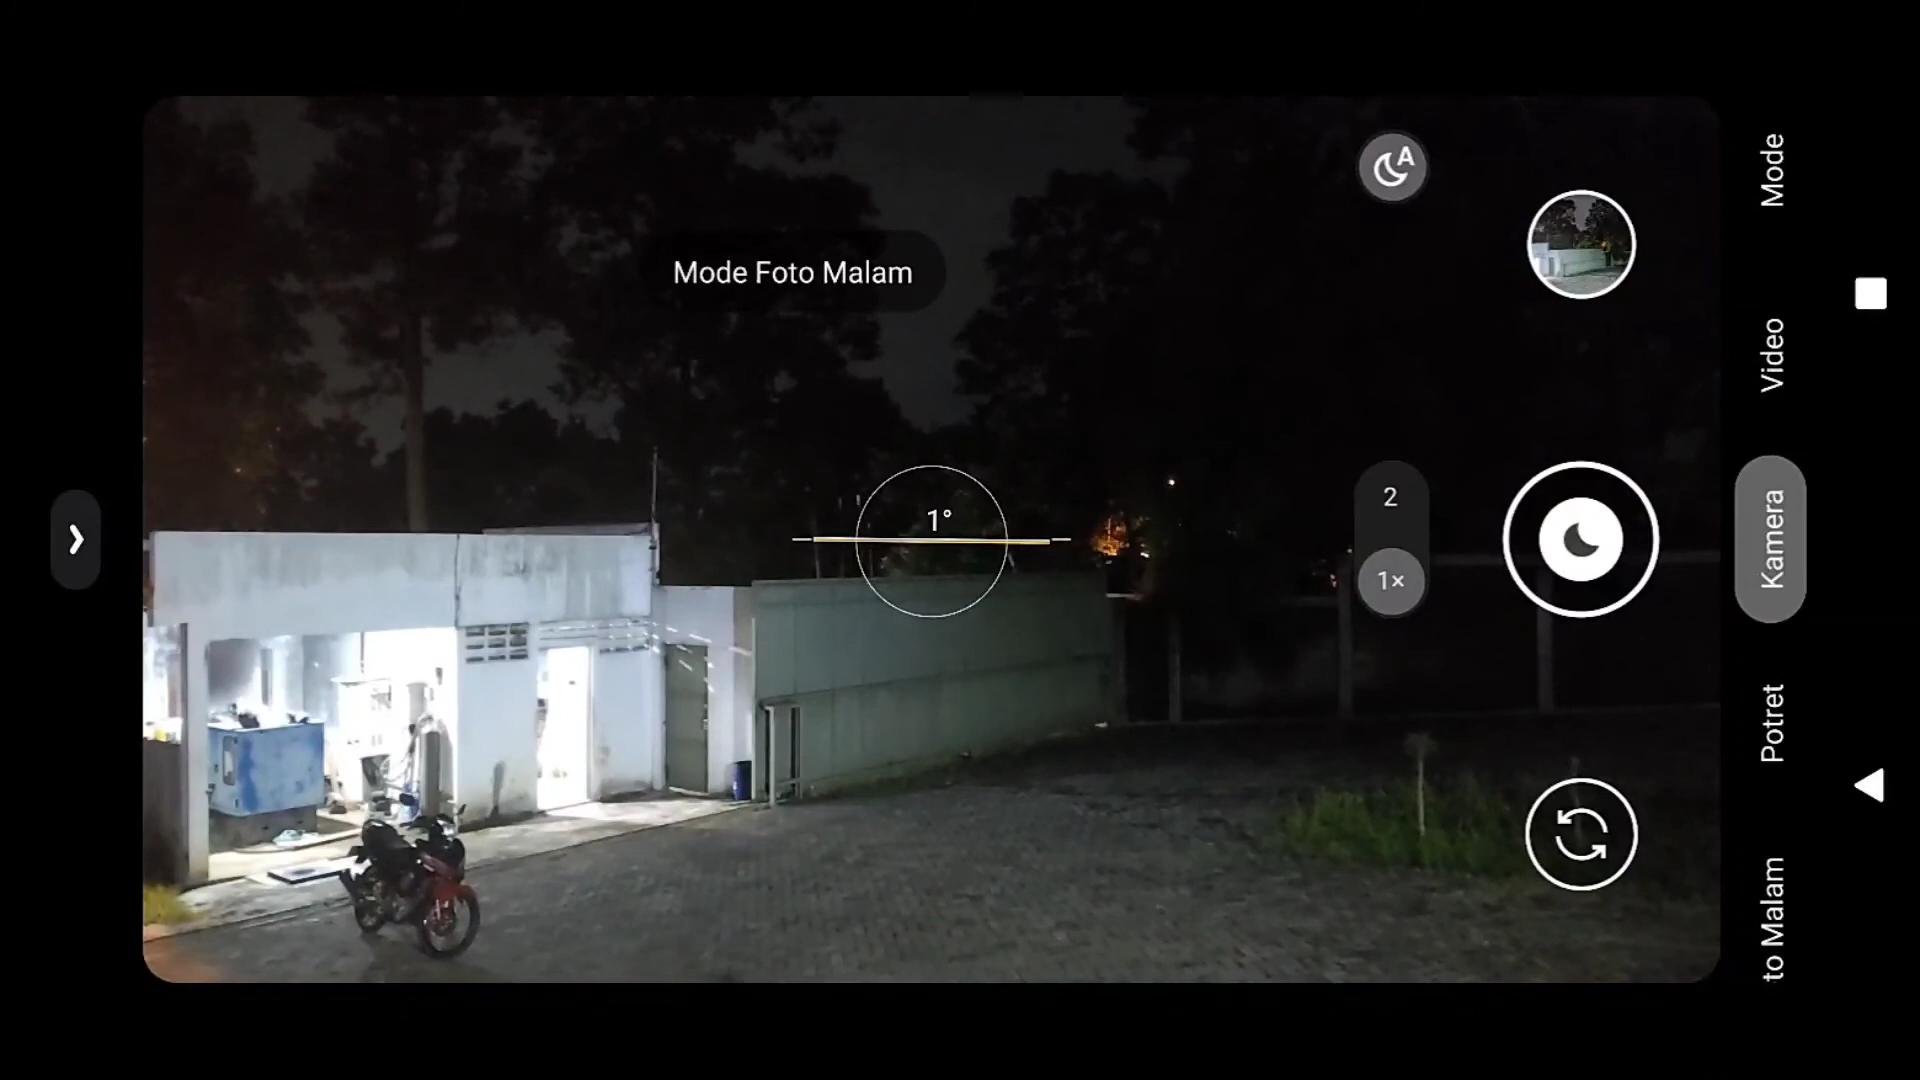 Mode Foto Malam
A
1°
2
1×
Mode
Video
Kamera
Potret
to Malam